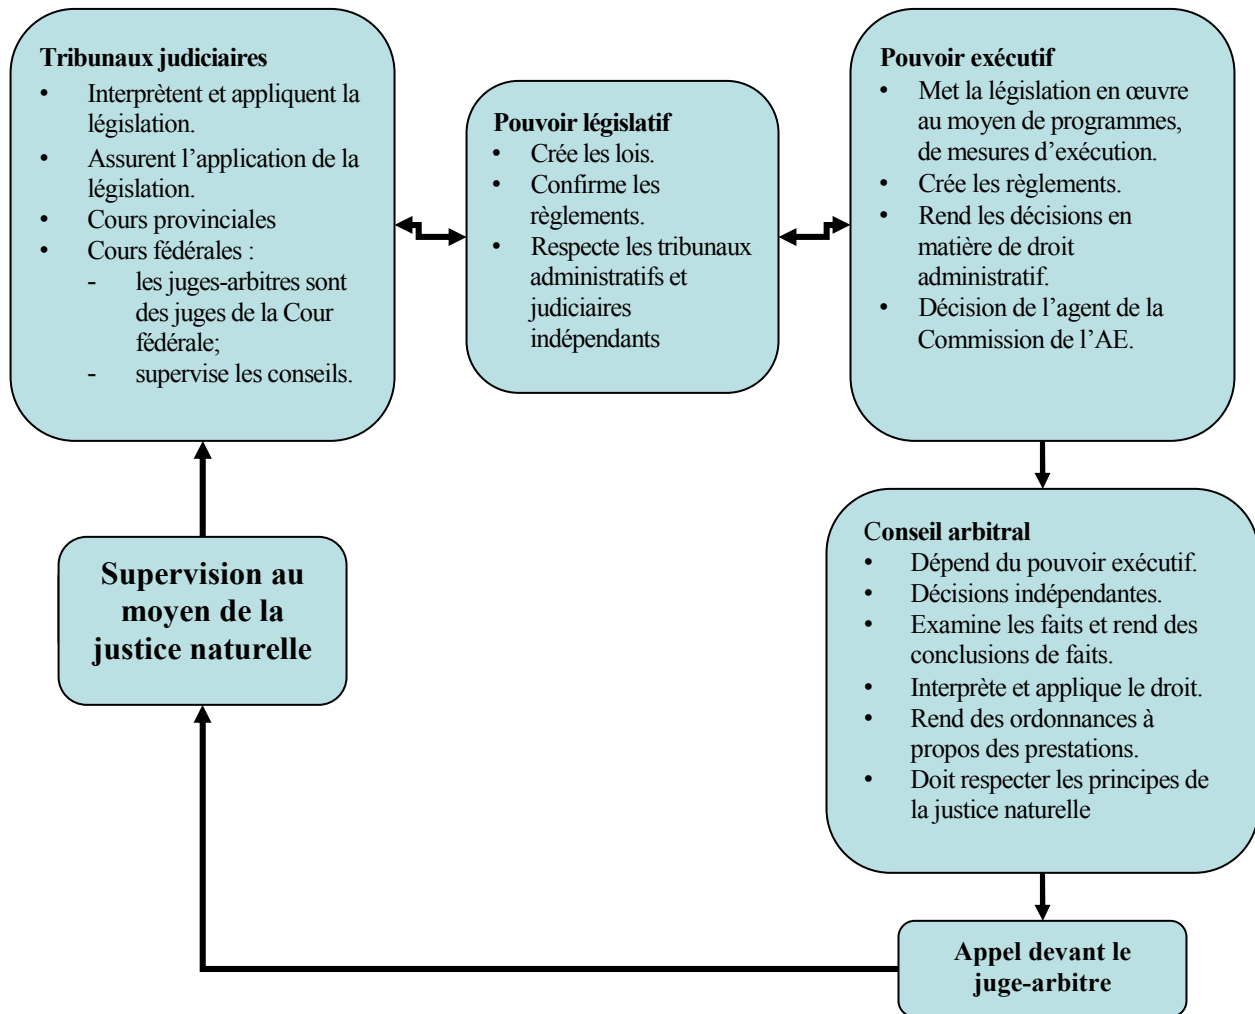 Tribunaux judiciaires
• Interprètent et appliquent la
législation.
• Assurent l’application de la
législation.
• Cours provinciales
• Cours fédérales :
- les juges-arbitres sont
des juges de la Cour
fédérale;
- supervise les conseils.
Pouvoir législatif
• Crée les lois.
• Confirme les
règlements.
• Respecte les tribunaux
administratifs et
judiciaires
indépendants
Pouvoir exécutif
• Met la législation en œuvre
au moyen de programmes,
de mesures d’exécution.
• Crée les règlements.
• Rend les décisions en
matière de droit
administratif.
• Décision de l’agent de la
Commission de l’AE.
Conseil arbitral
• Dépend du pouvoir exécutif.
• Décisions indépendantes.
• Examine les faits et rend des
conclusions de faits.
• Interprète et applique le droit.
• Rend des ordonnances à
propos des prestations.
• Doit respecter les principes de
la justice naturelle
Supervision au
moyen de la
justice naturelle
Appel devant le
juge-arbitre